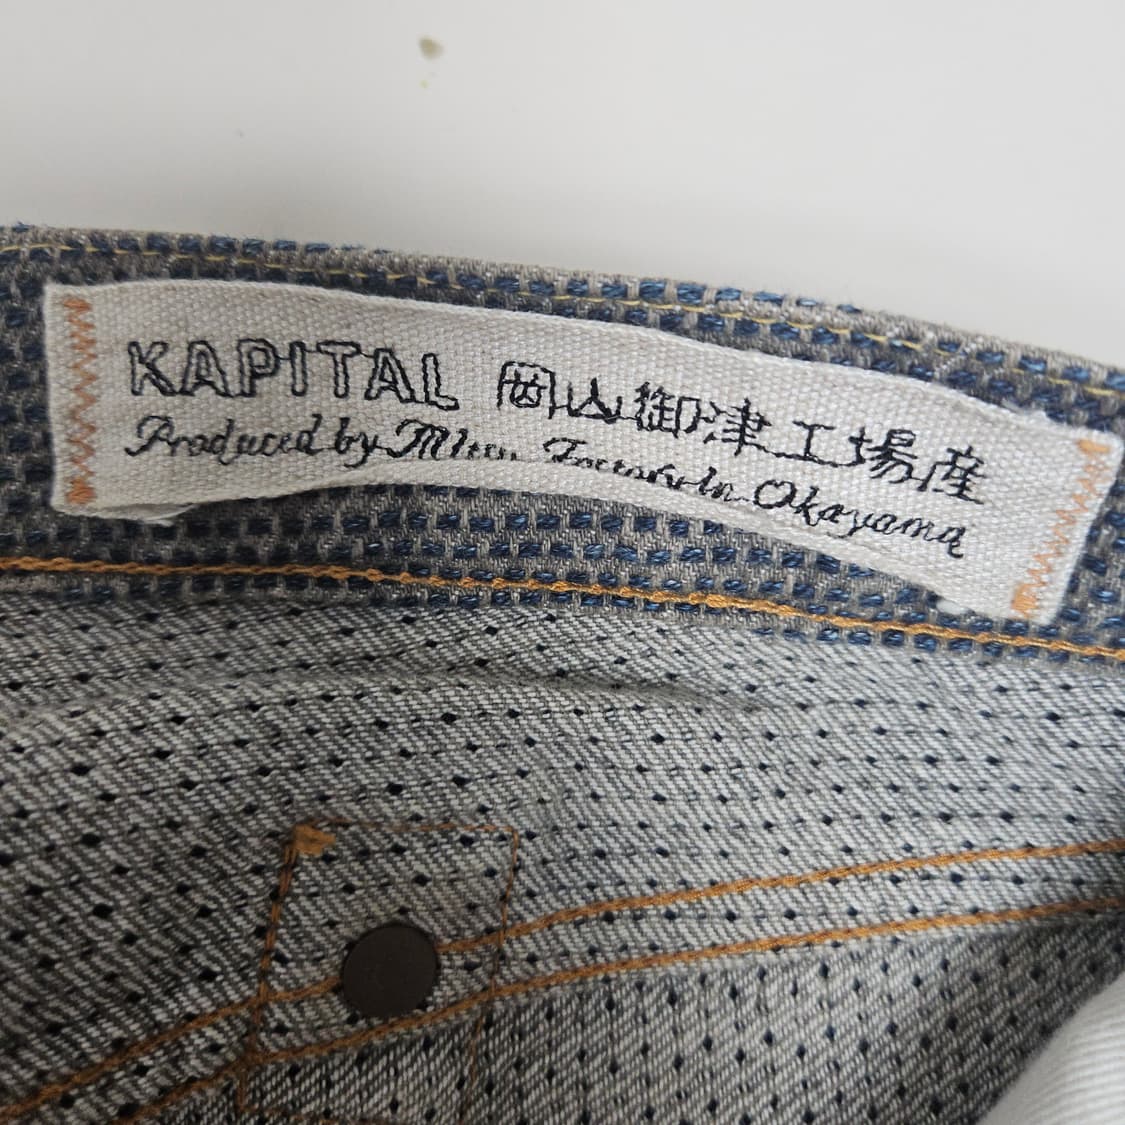 KAPITAL 岡山御津工場産
Produced by Mitsu Factory In Okayama